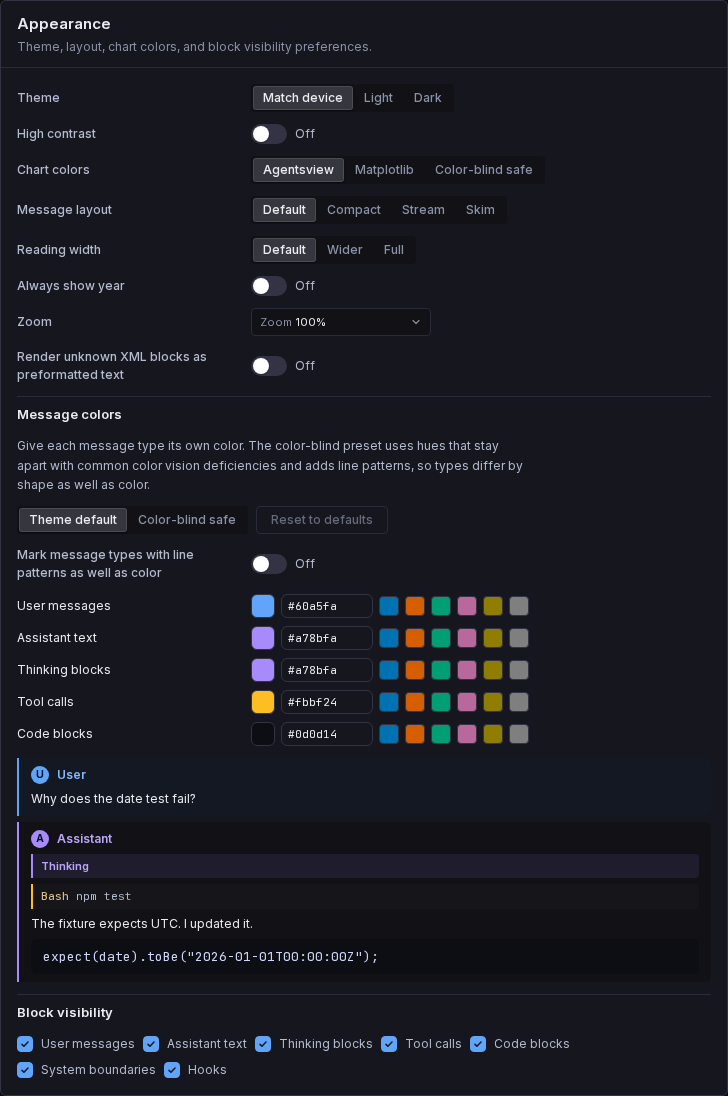 Appearance
Theme, layout, chart colors, and block visibility preferences.
Theme Match device Light Dark
High contrast Off
Chart colors Agentsview Matplotlib Color-blind safe
Message layout Default Compact Stream Skim
Reading width Default Wider Full
Always show year Off
Zoom Zoom 100%
Render unknown XML blocks as
preformatted text Off
Message colors
Give each message type its own color. The color-blind preset uses hues that stay
apart with common color vision deficiencies and adds line patterns, so types differ by
shape as well as color.
Theme default Color-blind safe Reset to defaults
Mark message types with line
patterns as well as color Off
User messages #60a5fa
Assistant text #a78bfa
Thinking blocks #a78bfa
Tool calls #fbbf24
Code blocks #0d0d14
U User
Why does the date test fail?
A Assistant
Thinking
Bash npm test
The fixture expects UTC. I updated it.
expect(date).toBe("2026-01-01T00:00:00Z");
Block visibility
User messages Assistant text Thinking blocks Tool calls Code blocks
System boundaries Hooks